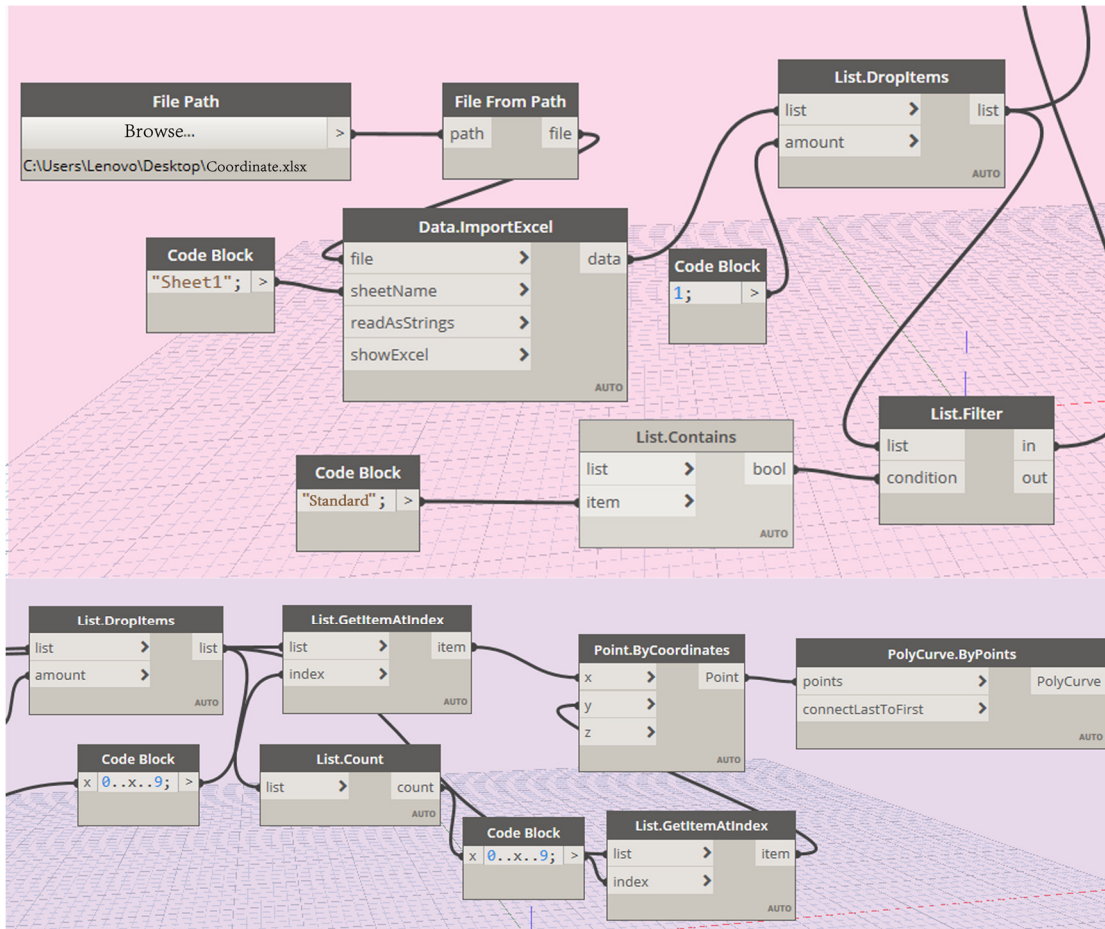 File Path
Browse...
>
C:\Users\Lenovo\Desktop\Coordinate.xlsx
File From Path
path file
List.DropItems
list > list
amount >
AUTO
Data.ImportExcel
file > data
sheetName >
readAsStrings >
showExcel >
AUTO
Code Block
"Sheet1"; >
Code Block
1; >
List.Contains
list > bool
item >
AUTO
Code Block
"Standard"; >
List.Filter
list in
condition out
AUTO
List.DropItems
list > list
amount >
AUTO
List.GetItemAtIndex
list > item
index >
AUTO
Point.ByCoordinates
x > Point
y >
z >
AUTO
PolyCurve.ByPoints
points > PolyCurve
connectLastToFirst >
AUTO
Code Block
x 0..x..9; >
List.Count
list > count
AUTO
Code Block
x 0..x..9; >
List.GetItemAtIndex
list > item
index >
AUTO